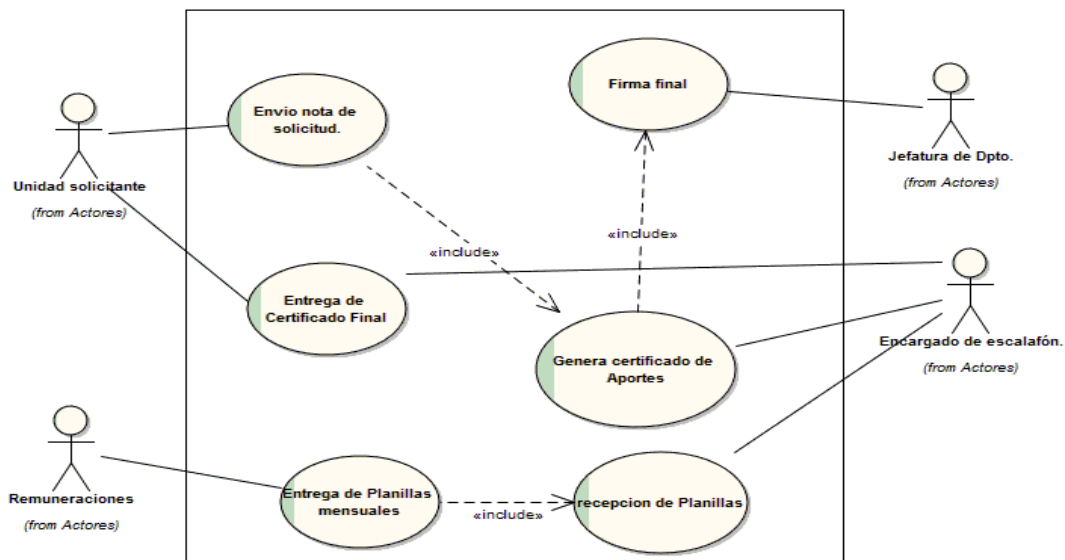 Envio nota de
solicitud.
Firma final
Unidad solicitante
(from Actores)
Jefatura de Dpto.
(from Actores)
«include»
«include»
Entrega de
Certificado Final
Genera certificado de
Aportes
Encargado de escalafón.
(from Actores)
Remuneraciones
(from Actores)
Entrega de Planillas
mensuales
«include»
recepcion de Planillas